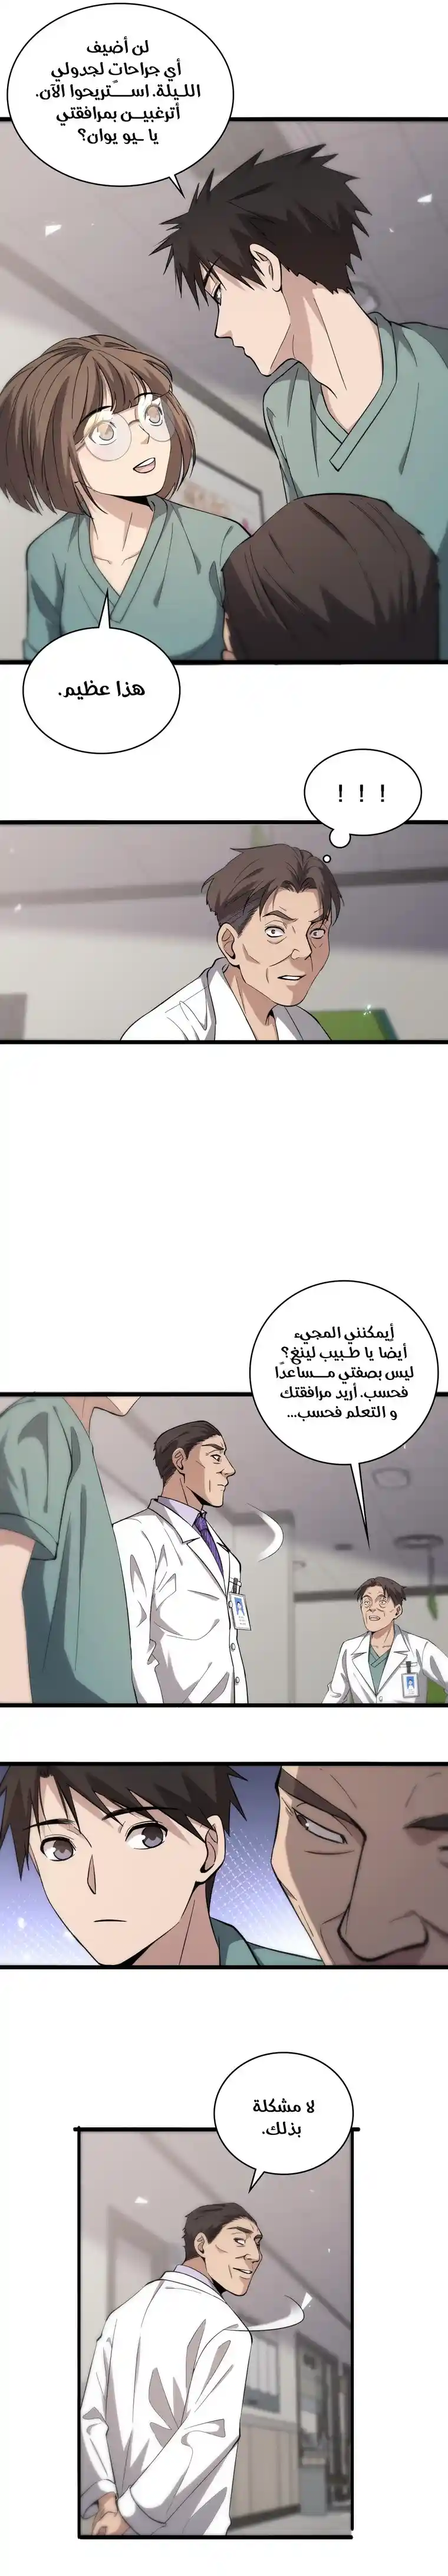 لن أضيف
أي جراحات لجدولي
الليلة. استريحوا الآن.
أترغبين بمرافقتي
يا يو يوان؟
هذا عظيم.
! ! !
أيمكنني المجيء
أيضا يا طبيب لينغ؟
ليس بصفتي مساعدًا
فحسب. أريد مرافقتك
و التعلم فحسب...
لا مشكلة
بذلك.